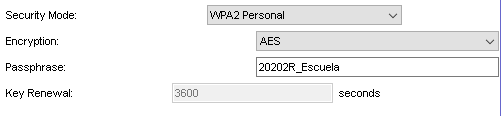 Security Mode: WPA2 Personal
Encryption: AES
Passphrase: 20202R_Escuela
Key Renewal: 3600 seconds